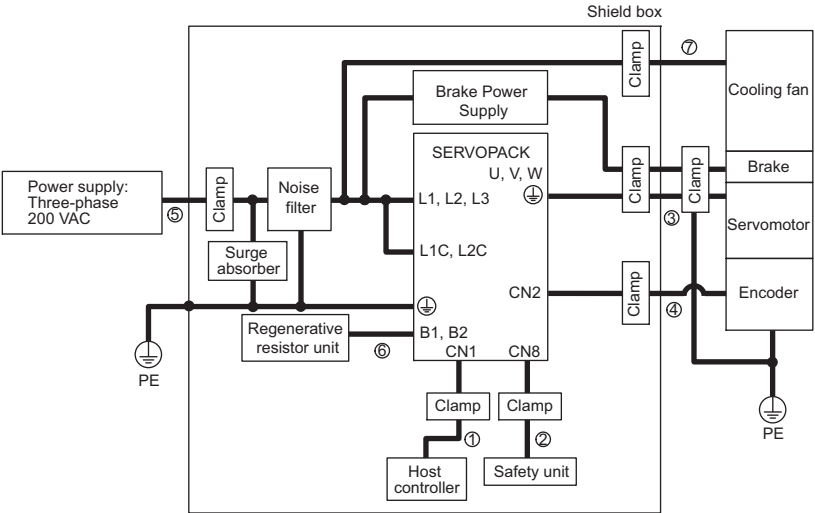 Shield box
⑦
Clamp
Cooling fan
Brake Power
Supply
SERVOPACK
U, V, W
Clamp
Clamp
Brake
Power supply:
Three-phase
200 VAC
⑤
Clamp
Noise
filter
L1, L2, L3
③
Servomotor
Surge
absorber
L1C, L2C
CN2
Clamp
④
Encoder
Regenerative
resistor unit
⑥
B1, B2
CN1
CN8
PE
Clamp
Clamp
PE
①
②
Host
controller
Safety unit